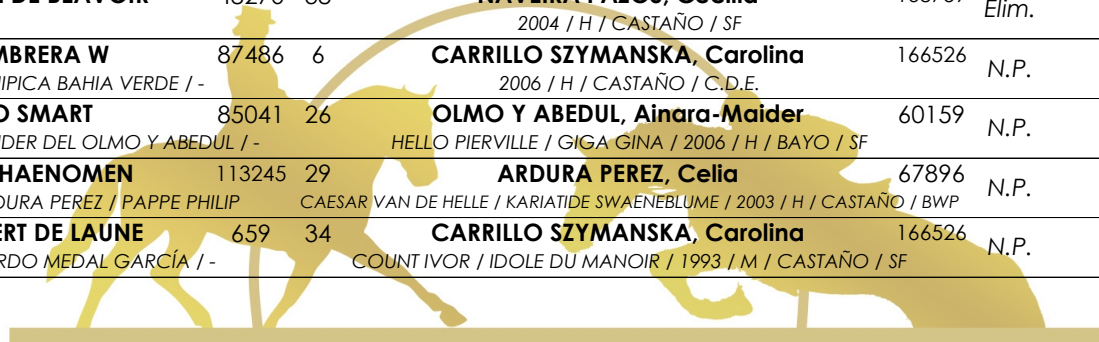 2004 / H / CASTAÑO / SF Elim.
MBRERA W 87486 6 CARRILLO SZYMANSKA, Carolina 166526 N.P.
IPICA BAHIA VERDE / - 2006 / H / CASTAÑO / C.D.E.
O SMART 85041 26 OLMO Y ABEDUL, Ainara-Maider 60159 N.P.
DER DEL OLMO Y ABEDUL / - HELLO PIERVILLE / GIGA GINA / 2006 / H / BAYO / SF
HAENOMEN 113245 29 ARDURA PEREZ, Celia 67896 N.P.
DURA PEREZ / PAPPE PHILIP CAESAR VAN DE HELLE / KARIATIDE SWAENEBLUME / 2003 / H / CASTAÑO / BWP
ERT DE LAUNE 659 34 CARRILLO SZYMANSKA, Carolina 166526 N.P.
RDO MEDAL GARCÍA / - COUNT IVOR / IDOLE DU MANOIR / 1993 / M / CASTAÑO / SF